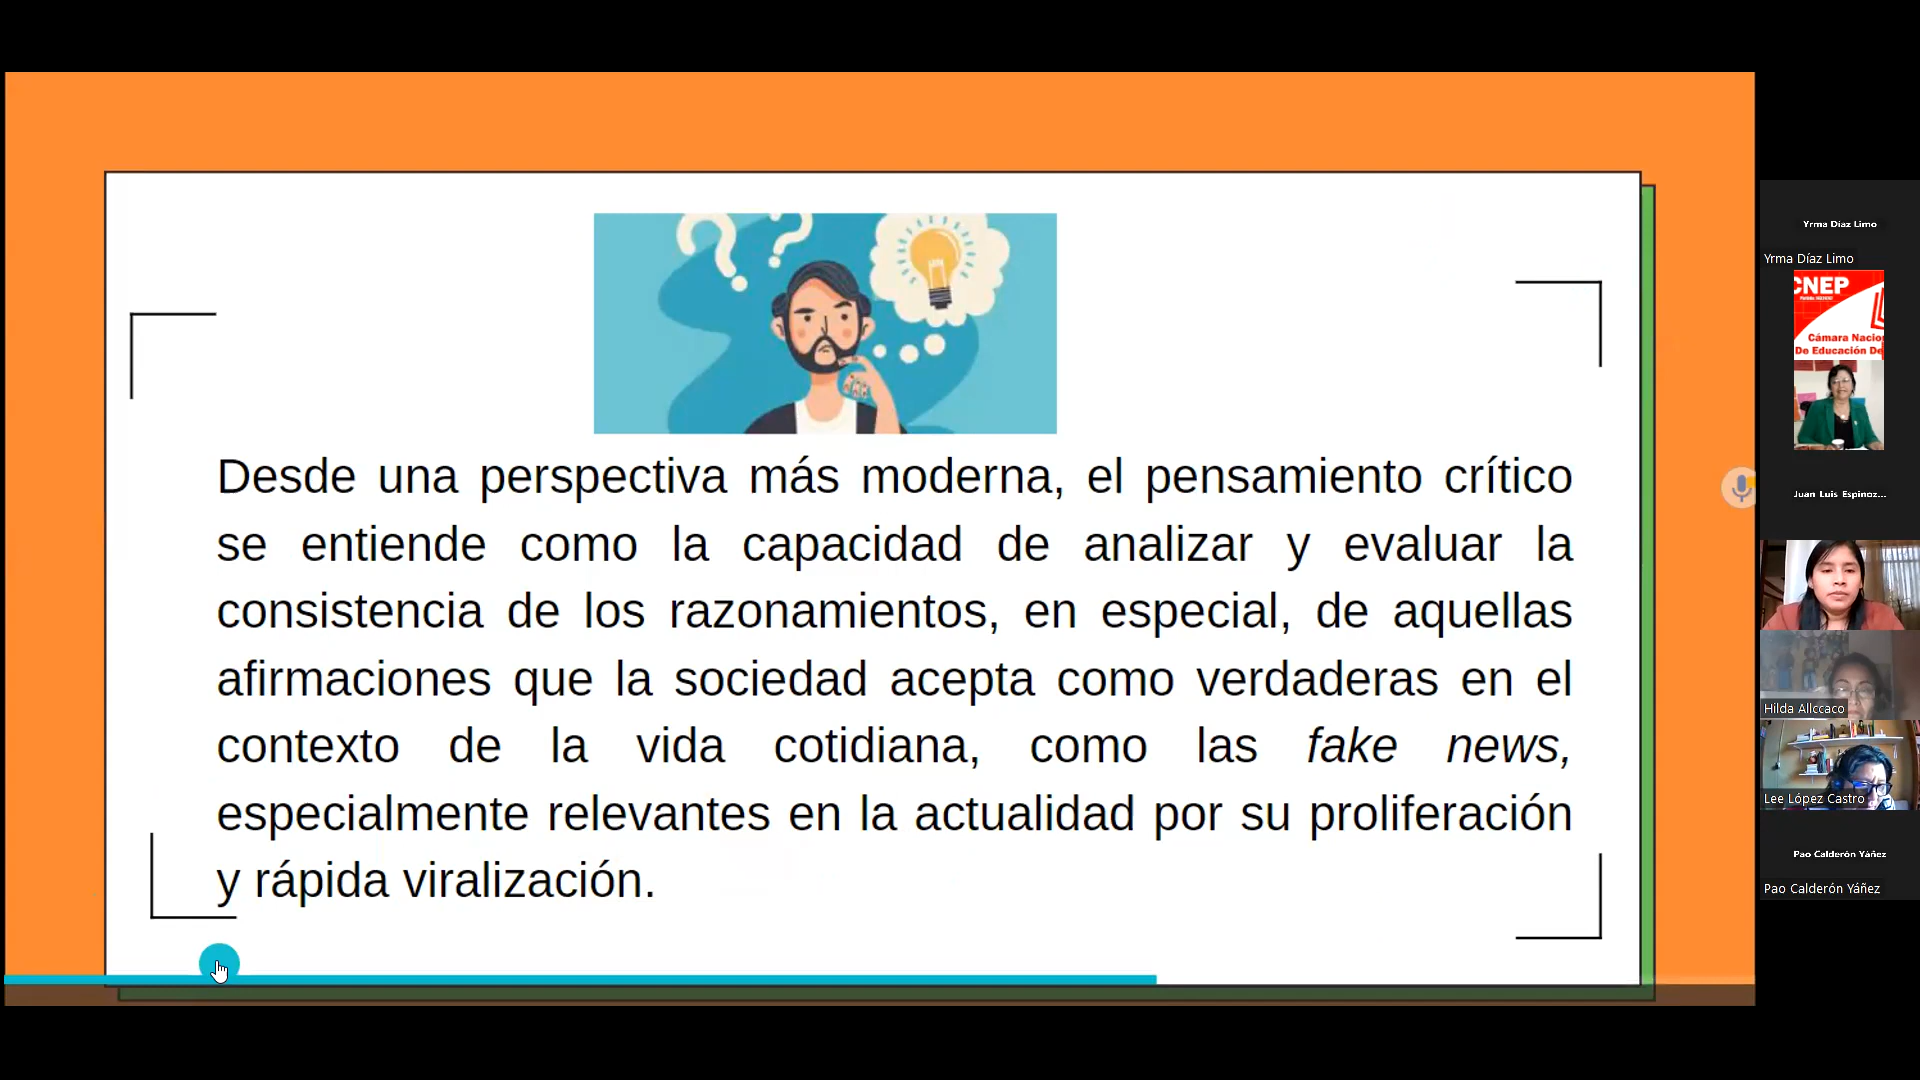 Desde una perspectiva más moderna, el pensamiento crítico
se entiende como la capacidad de analizar y evaluar la
consistencia de los razonamientos, en especial, de aquellas
afirmaciones que la sociedad acepta como verdaderas en el
contexto de la vida cotidiana, como las fake news,
especialmente relevantes en la actualidad por su proliferación
y rápida viralización.
Yrma Díaz Limo
Yrma Díaz Limo
CNEP
Cámara Nacio
De Educación De
Juan Luis Espinoz...
Hilda Allccaco
Lee López Castro
Pao Calderón Yáñez
Pao Calderón Yáñez